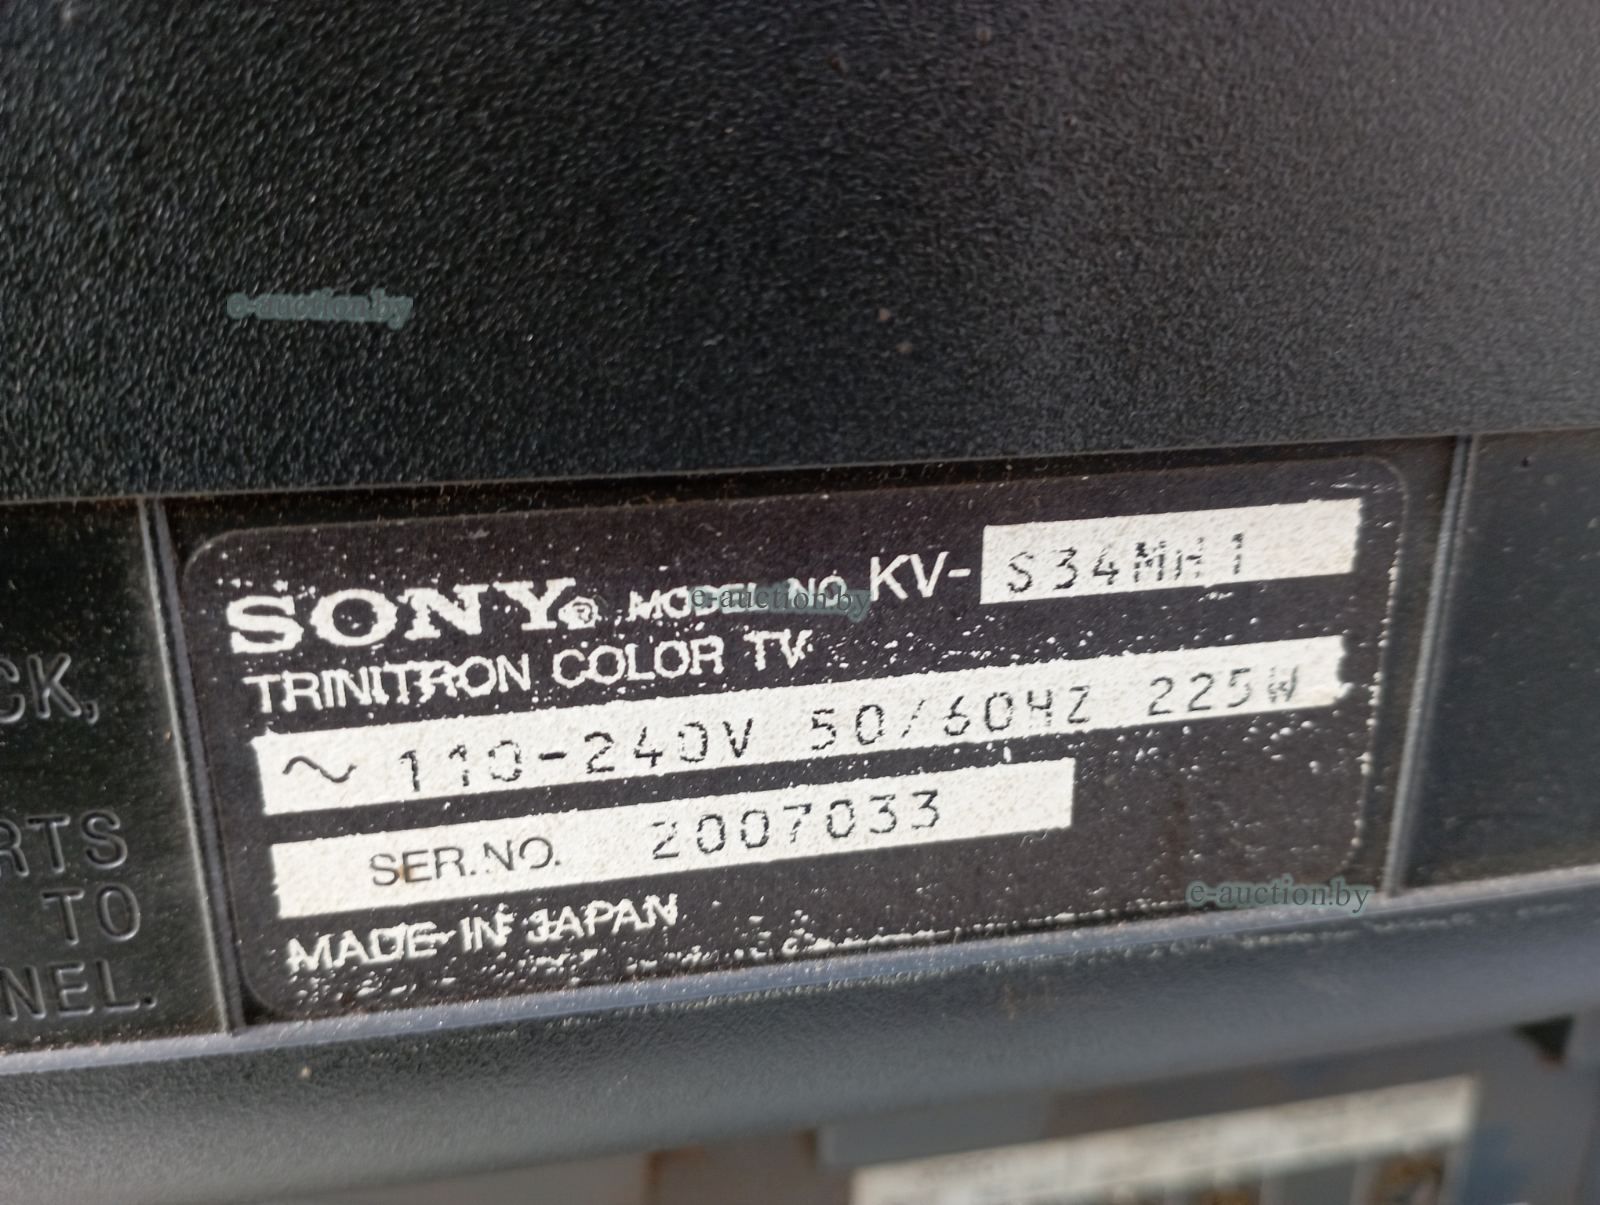 e-auction.by
SONY® MODEL NO. KV-S34MH1
e-auction.by
TRINITRON COLOR TV
~ 110-240V 50/60HZ 225W
SER.NO. 2007033
MADE IN JAPAN
e-auction.by
CK,
RTS
TO
NEL.